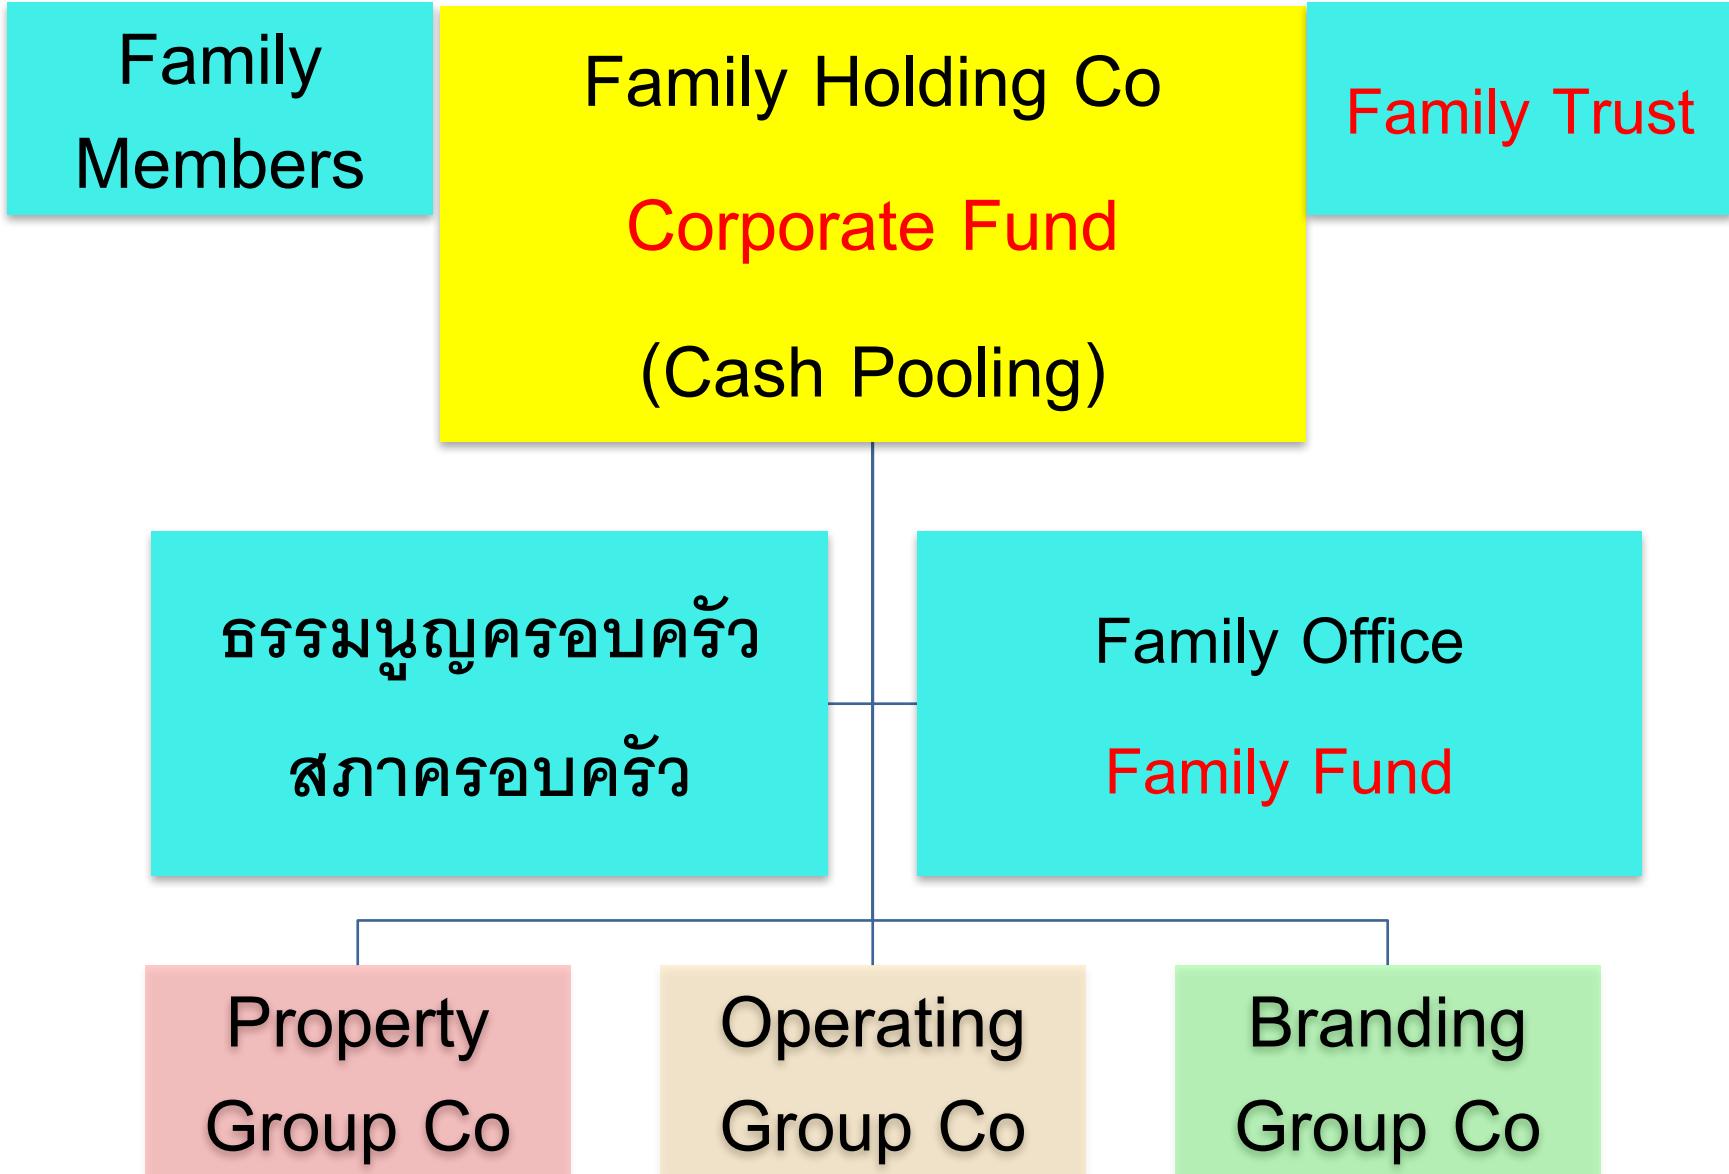 Family
Members
Family Holding Co
Corporate Fund
(Cash Pooling)
Family Trust
ธรรมนูญครอบครัว
สภาครอบครัว
Family Office
Family Fund
Property
Group Co
Operating
Group Co
Branding
Group Co